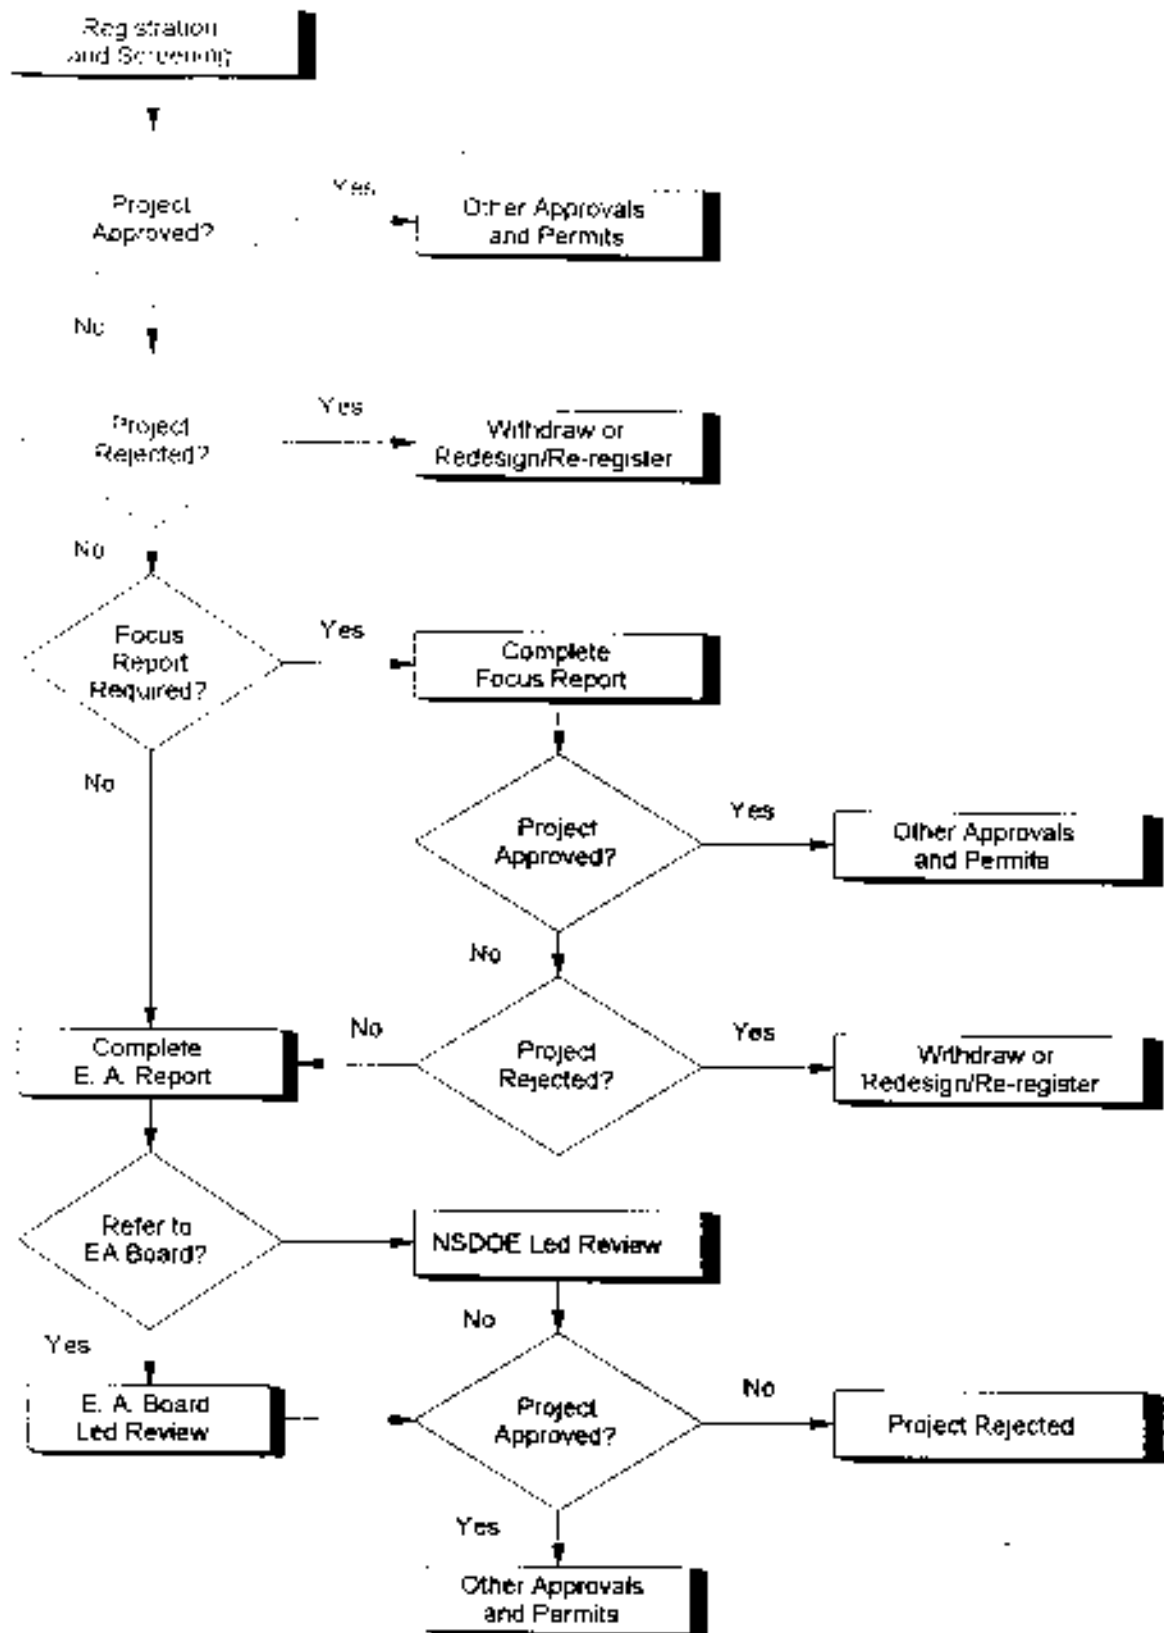 Registration
and Screening
Project
Approved?
Yes
Other Approvals
and Permits
No
Project
Rejected?
Yes
Withdraw or
Redesign/Re-register
No
Focus
Report
Required?
Yes
Complete
Focus Report
No
Project
Approved?
Yes
Other Approvals
and Permits
No
Complete
E. A. Report
No
Project
Rejected?
Yes
Withdraw or
Redesign/Re-register
Refer to
EA Board?
NSDOE Led Review
No
Yes
E. A. Board
Led Review
Project
Approved?
No
Project Rejected
Yes
Other Approvals
and Permits